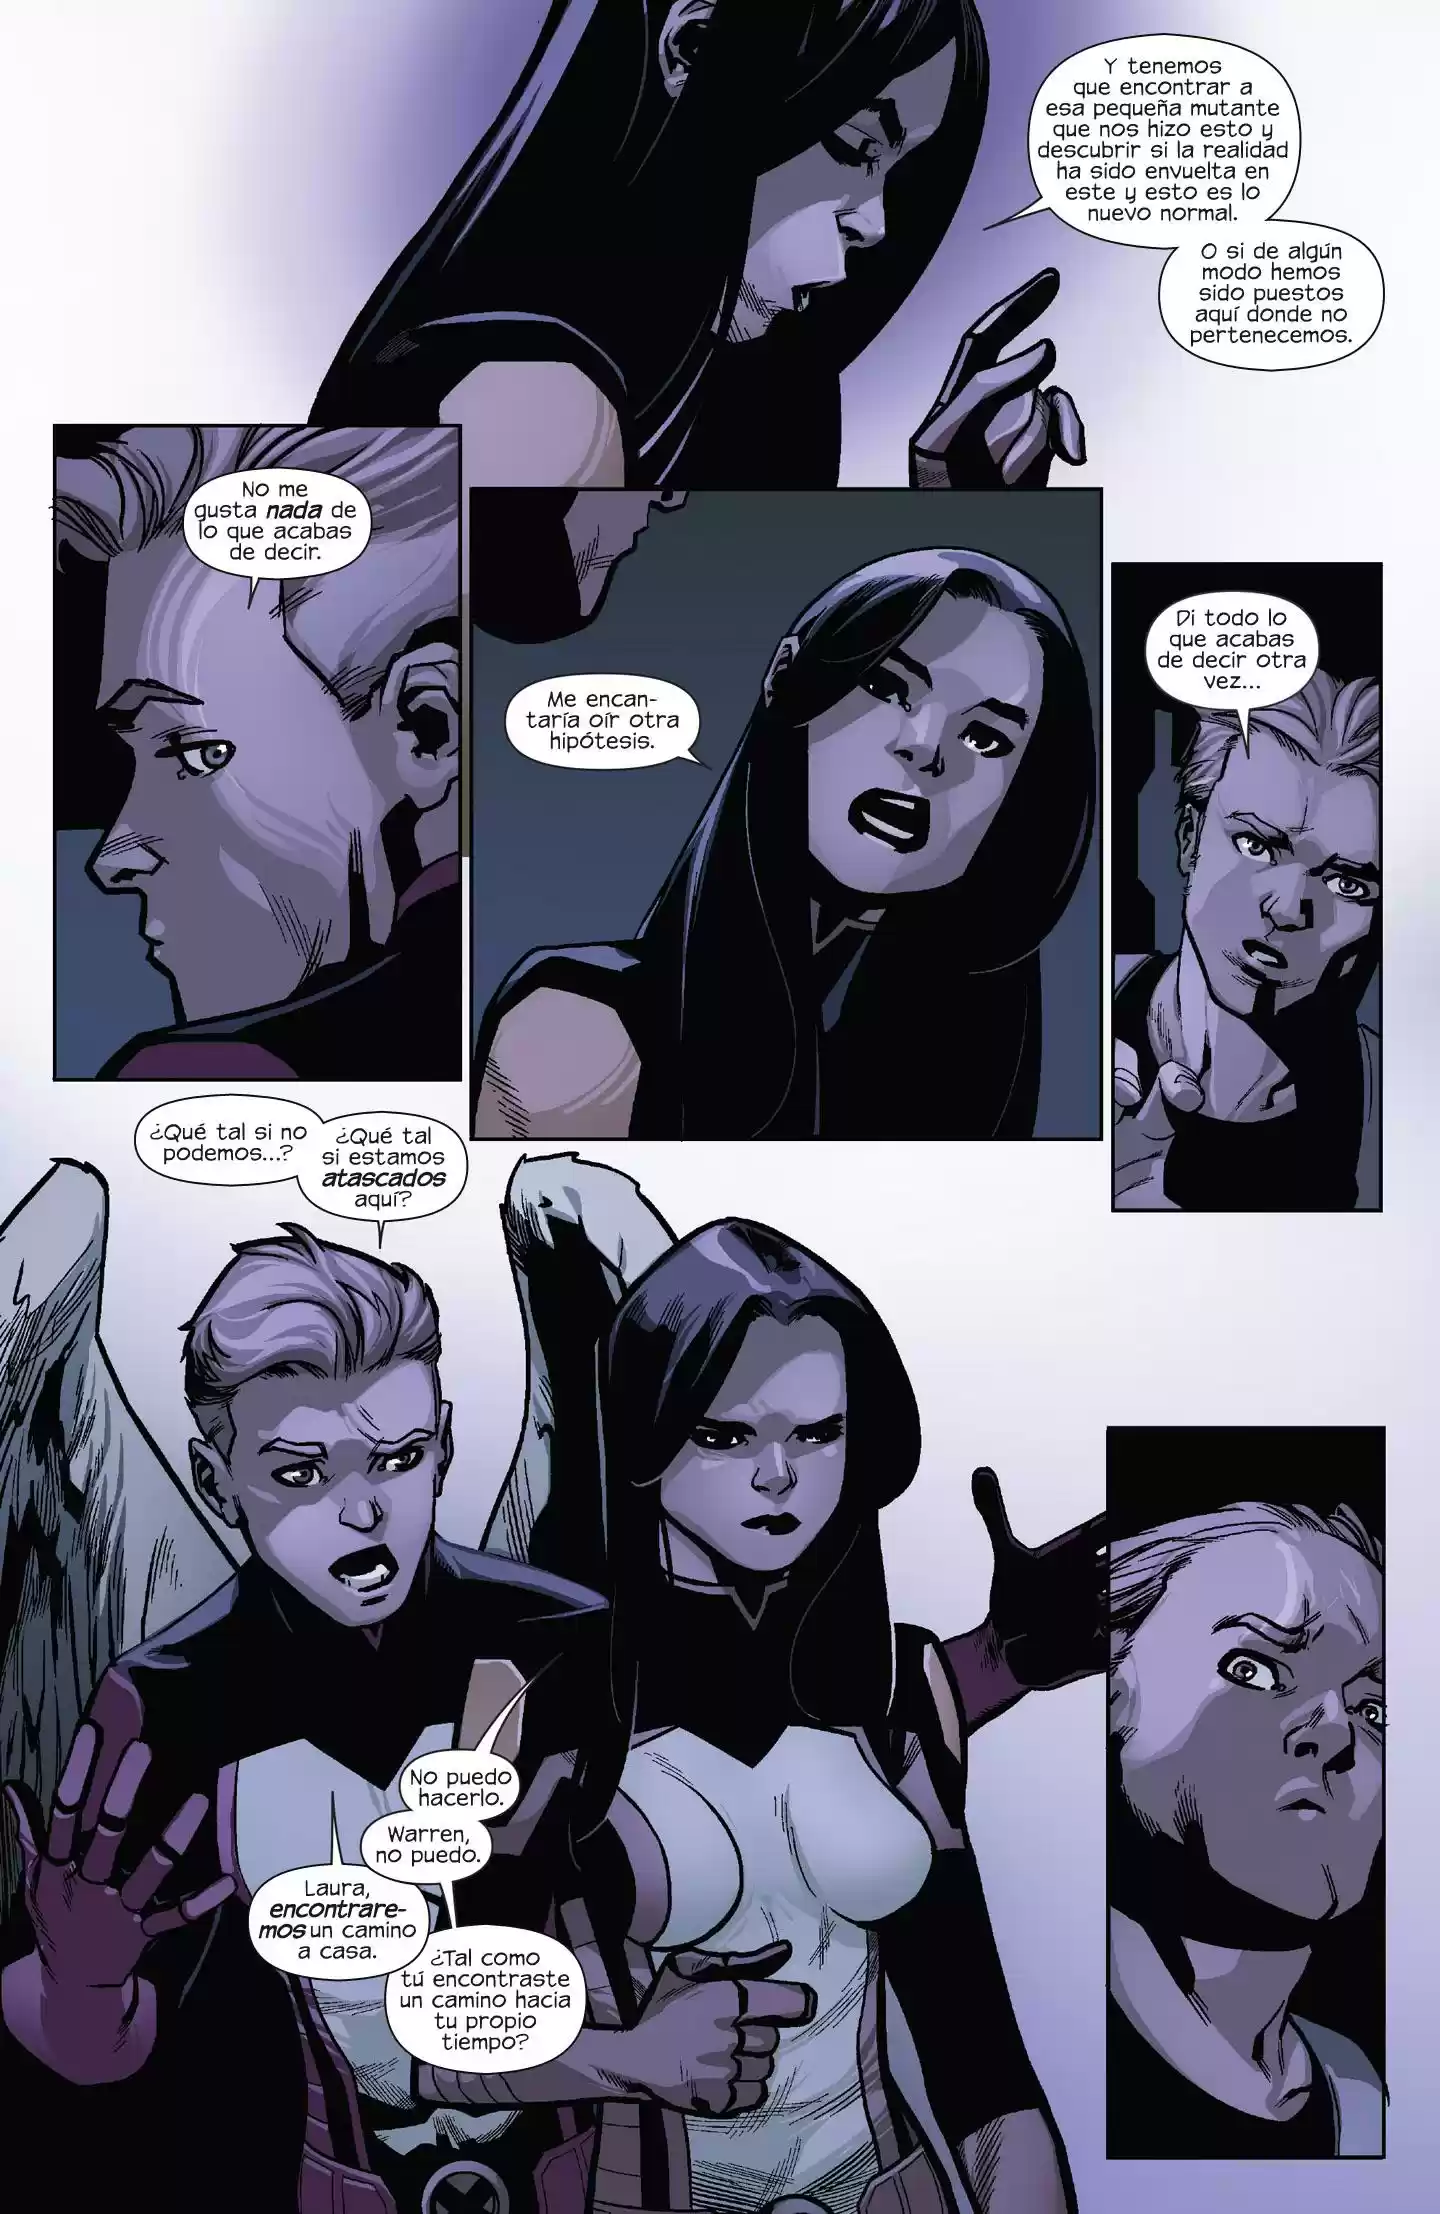 Y tenemos
que encontrar a
esa pequeña mutante
que nos hizo esto y
descubrir si la realidad
ha sido envuelta en
este y esto es lo
nuevo normal.
O si de algún
modo hemos
sido puestos
aquí donde no
pertenecemos.
No me
gusta nada de
lo que acabas
de decir.
Me encan-
taría oír otra
hipótesis.
Di todo lo
que acabas
de decir otra
vez...
¿Qué tal si no
podemos...?
¿Qué tal
si estamos
atascados
aquí?
No puedo
hacerlo.
Warren,
no puedo.
Laura,
encontrare-
mos un camino
a casa.
¿Tal como
tú encontraste
un camino hacia
tu propio
tiempo?